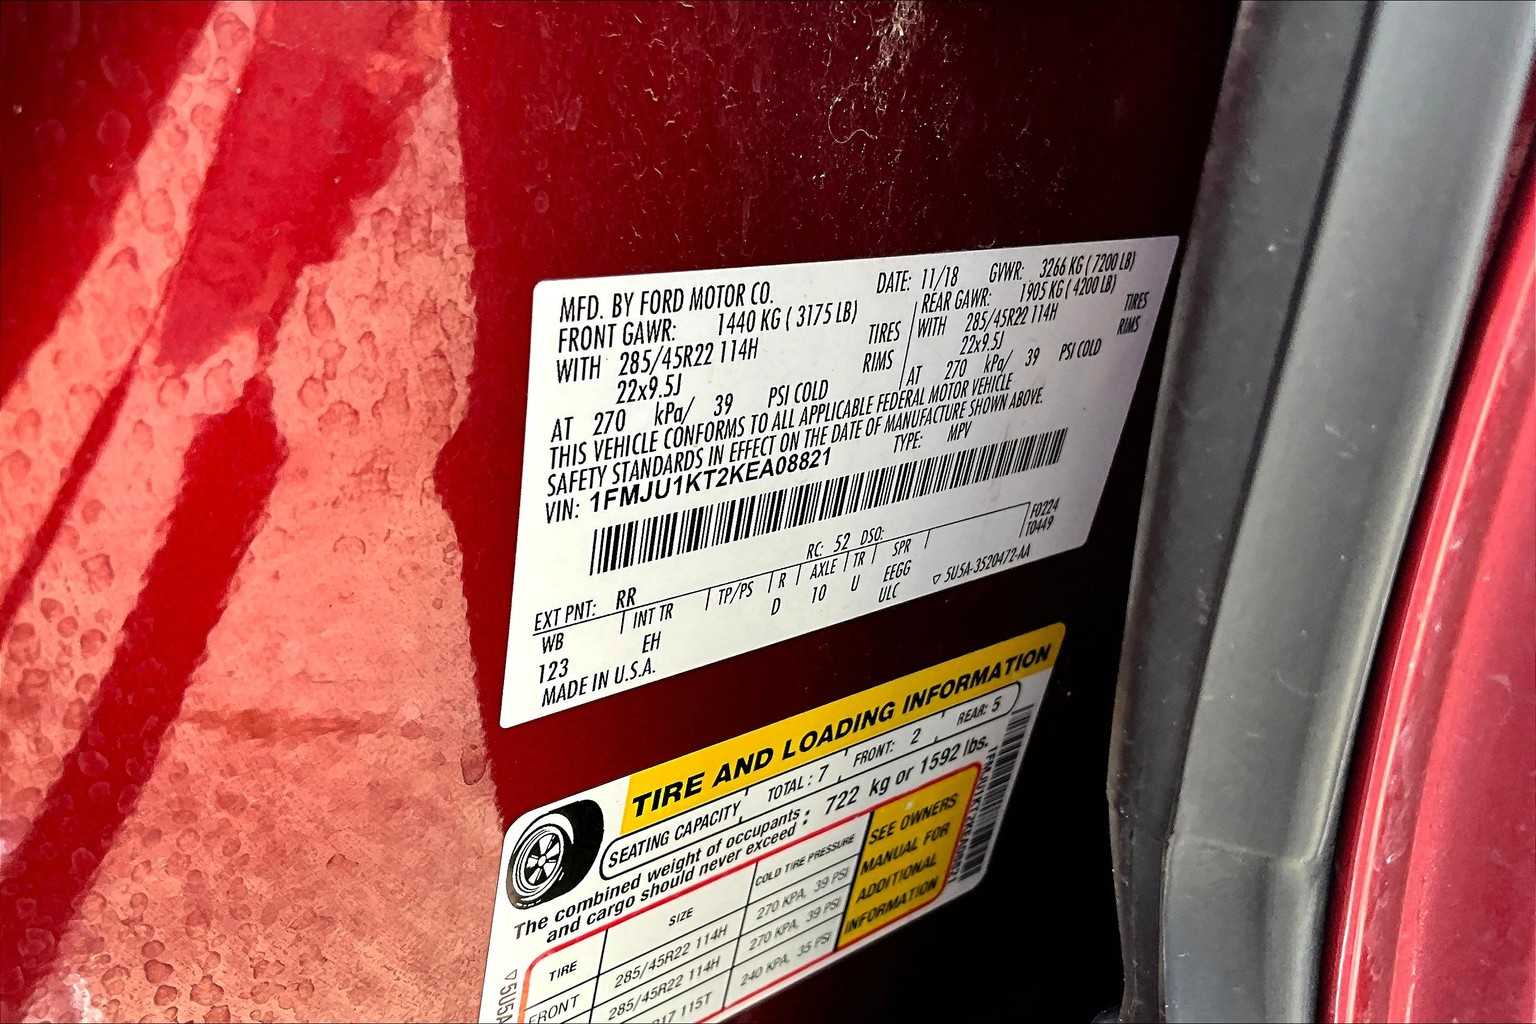 MFD. BY FORD MOTOR CO. DATE: 11/18 GVWR: 3266 KG ( 7200 LB)
FRONT GAWR: 1440 KG ( 3175 LB) REAR GAWR: 1905 KG ( 4200 LB)
WITH 285/45R22 114H TIRES WITH 285/45R22 114H TIRES
22x9.5J RIMS 22x9.5J RIMS
AT 270 kPa/ 39 PSI COLD AT 270 kPa/ 39 PSI COLD
THIS VEHICLE CONFORMS TO ALL APPLICABLE FEDERAL MOTOR VEHICLE
SAFETY STANDARDS IN EFFECT ON THE DATE OF MANUFACTURE SHOWN ABOVE.
VIN: 1FMJU1KT2KEA08821 TYPE: MPV
EXT PNT: RR RC: 52 DSO: F0224
T0449
WB INT TR TP/PS R AXLE TR SPR
123 EH D 10 U EEGG
ULC
MADE IN U.S.A. 5U5A-3520472-AA
TIRE AND LOADING INFORMATION
SEATING CAPACITY TOTAL: 7 FRONT: 2 REAR: 5
The combined weight of occupants
and cargo should never exceed : 722 kg or 1592 lbs.
TIRE SIZE COLD TIRE PRESSURE
FRONT 285/45R22 114H 270 KPA, 39 PSI
285/45R22 114H 270 KPA, 39 PSI
115T 240 KPA, 35 PSI
SEE OWNERS
MANUAL FOR
ADDITIONAL
INFORMATION